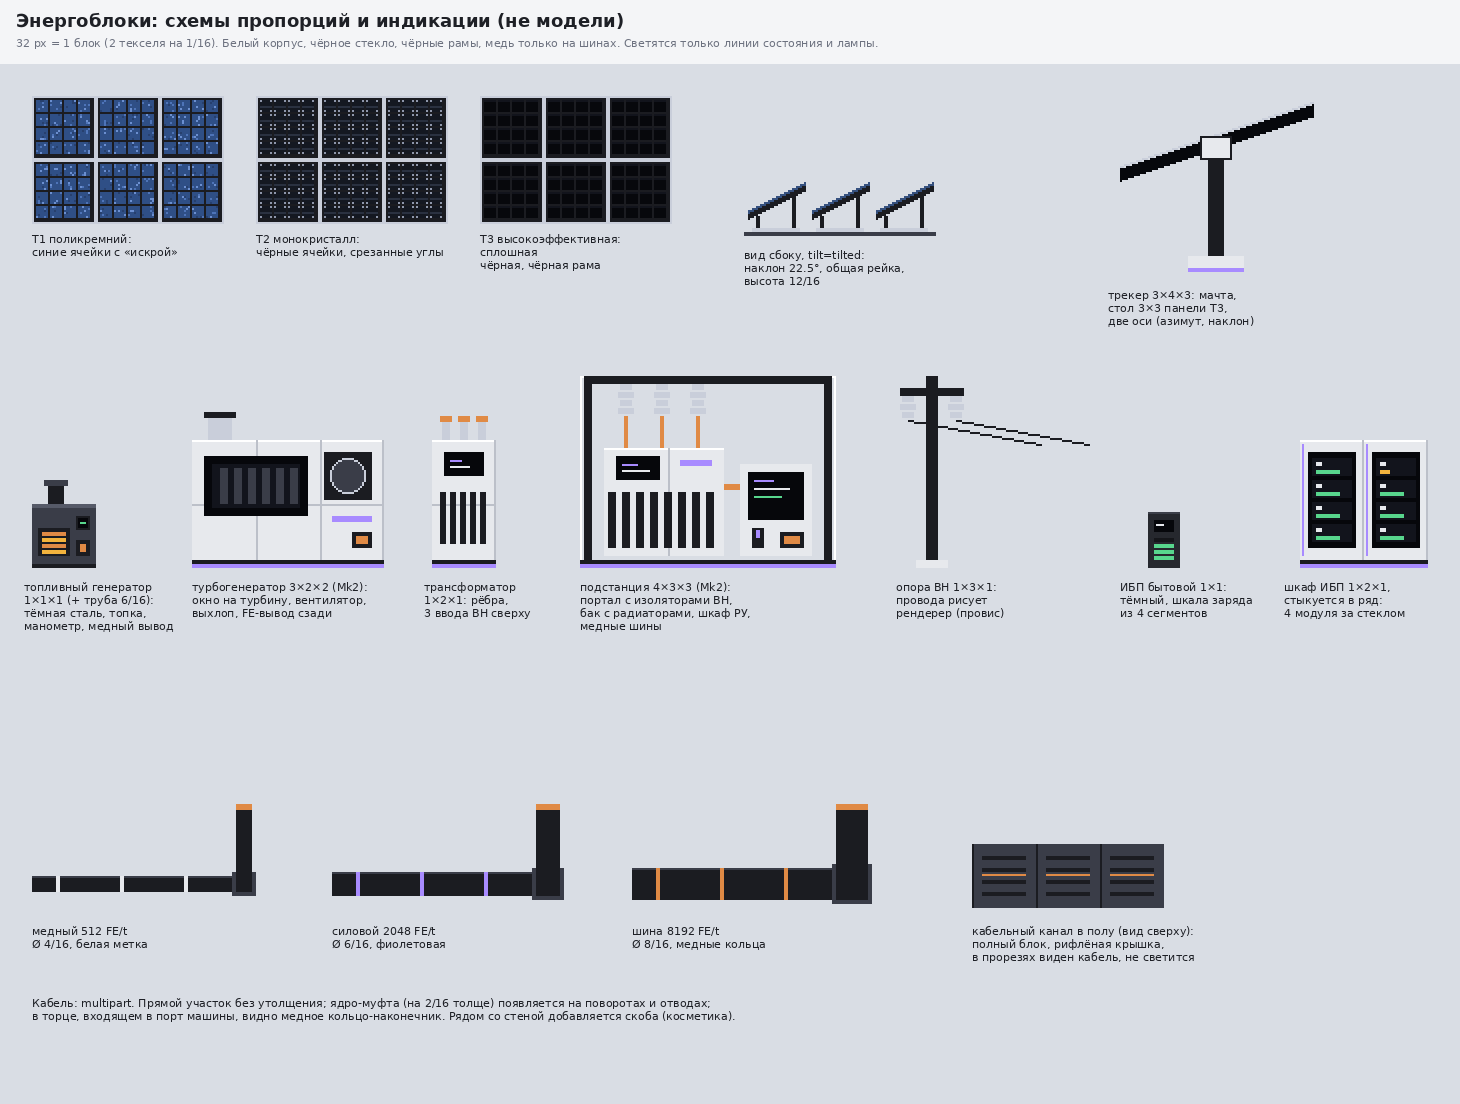 Энергоблоки: схемы пропорций и индикации (не модели)
32 px = 1 блок (2 текселя на 1/16). Белый корпус, чёрное стекло, чёрные рамы, медь только на шинах. Светятся только линии состояния и лампы.
T1 поликремний:
синие ячейки с «искрой»
T2 монокристалл:
чёрные ячейки, срезанные углы
T3 высокоэффективная:
сплошная
чёрная, чёрная рама
вид сбоку, tilt=tilted:
наклон 22.5°, общая рейка,
высота 12/16
трекер 3×4×3: мачта,
стол 3×3 панели T3,
две оси (азимут, наклон)
топливный генератор
1×1×1 (+ труба 6/16):
тёмная сталь, топка,
манометр, медный вывод
турбогенератор 3×2×2 (Mk2):
окно на турбину, вентилятор,
выхлоп, FE-вывод сзади
трансформатор
1×2×1: рёбра,
3 ввода ВН сверху
подстанция 4×3×3 (Mk2):
портал с изоляторами ВН,
бак с радиаторами, шкаф РУ,
медные шины
опора ВН 1×3×1:
провода рисует
рендерер (провис)
ИБП бытовой 1×1:
тёмный, шкала заряда
из 4 сегментов
шкаф ИБП 1×2×1,
стыкуется в ряд:
4 модуля за стеклом
медный 512 FE/t
Ø 4/16, белая метка
силовой 2048 FE/t
Ø 6/16, фиолетовая
шина 8192 FE/t
Ø 8/16, медные кольца
кабельный канал в полу (вид сверху):
полный блок, рифлёная крышка,
в прорезях виден кабель, не светится
Кабель: multipart. Прямой участок без утолщения; ядро-муфта (на 2/16 толще) появляется на поворотах и отводах;
в торце, входящем в порт машины, видно медное кольцо-наконечник. Рядом со стеной добавляется скоба (косметика).